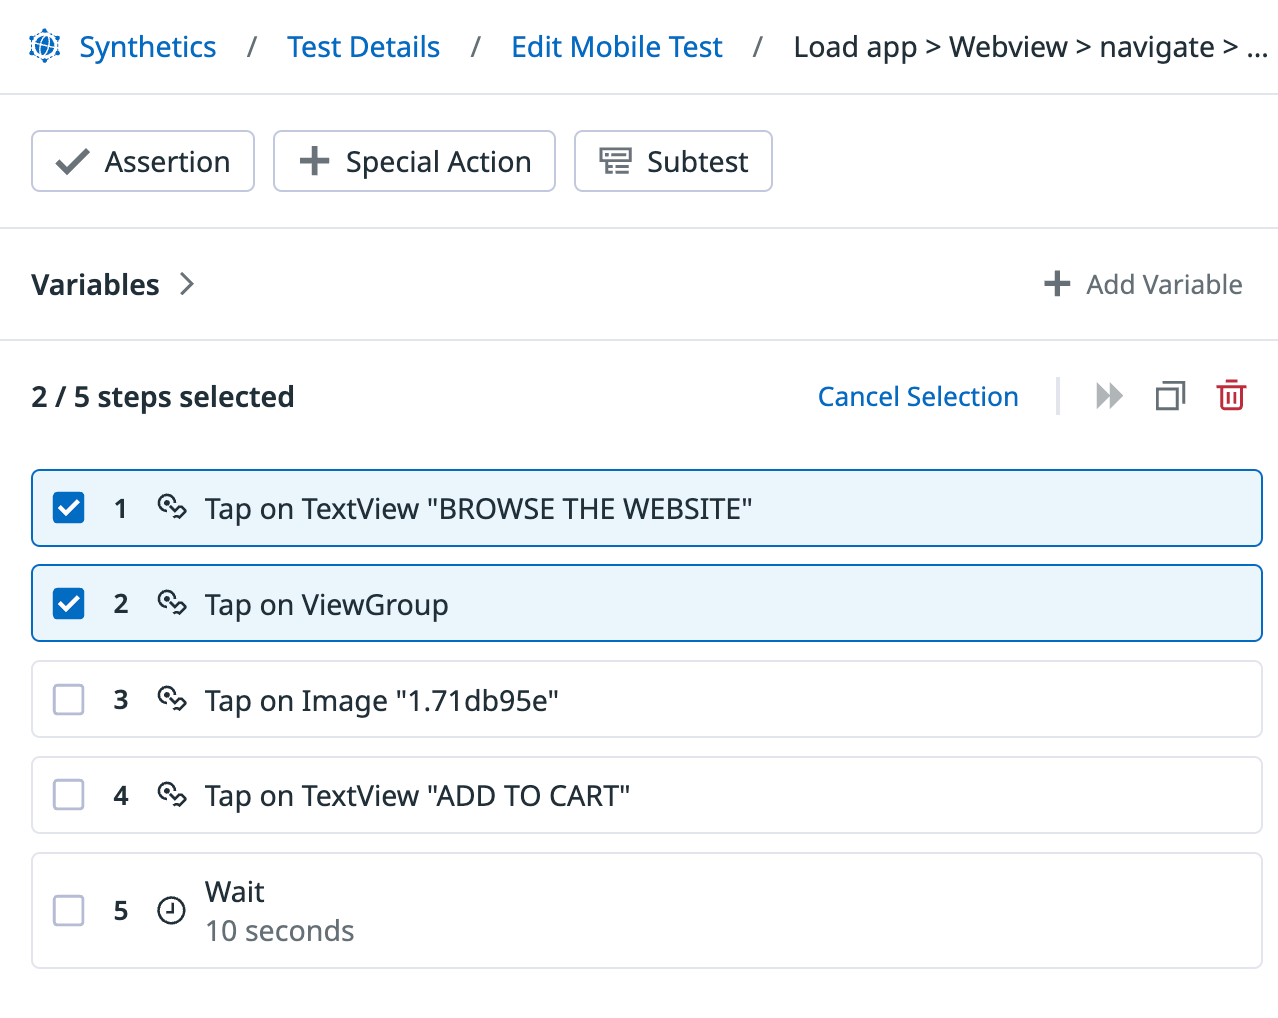 Synthetics / Test Details / Edit Mobile Test / Load app > Webview > navigate > ...
Assertion Special Action Subtest
Variables Add Variable
2 / 5 steps selected Cancel Selection
1 Tap on TextView "BROWSE THE WEBSITE"
2 Tap on ViewGroup
3 Tap on Image "1.71db95e"
4 Tap on TextView "ADD TO CART"
5 Wait
10 seconds